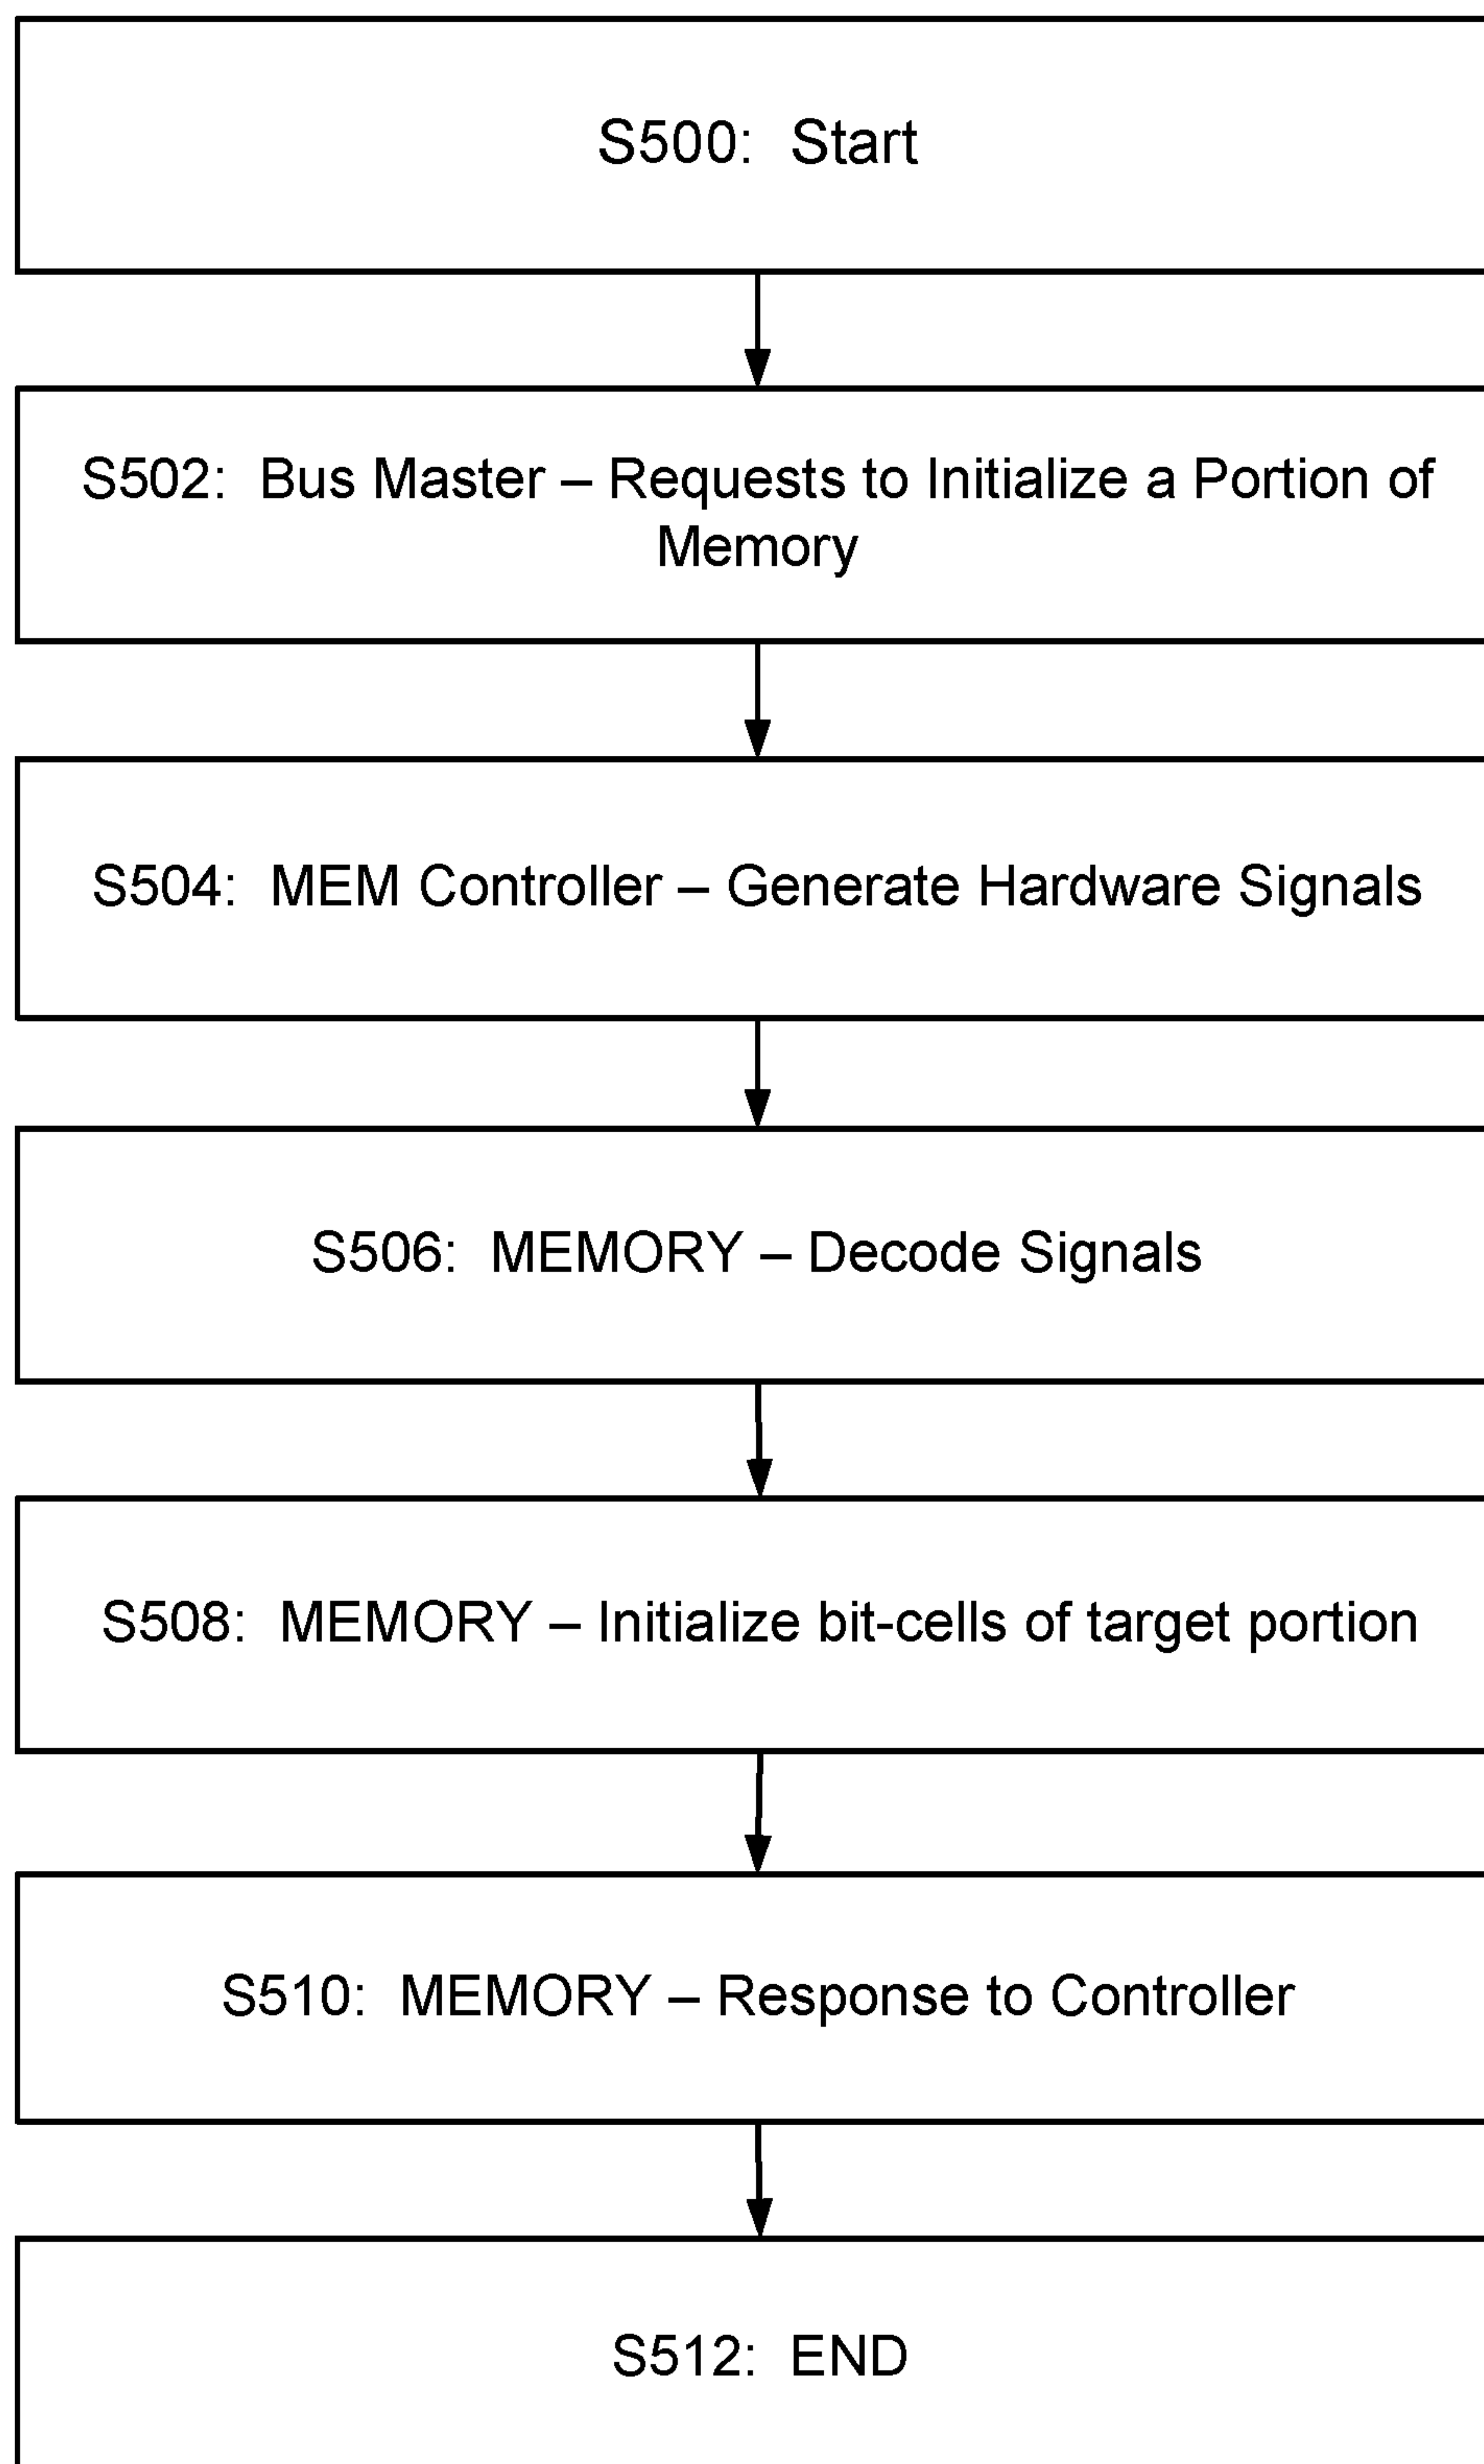 S500: Start
S502: Bus Master – Requests to Initialize a Portion of
Memory
S504: MEM Controller – Generate Hardware Signals
S506: MEMORY – Decode Signals
S508: MEMORY – Initialize bit-cells of target portion
S510: MEMORY – Response to Controller
S512: END